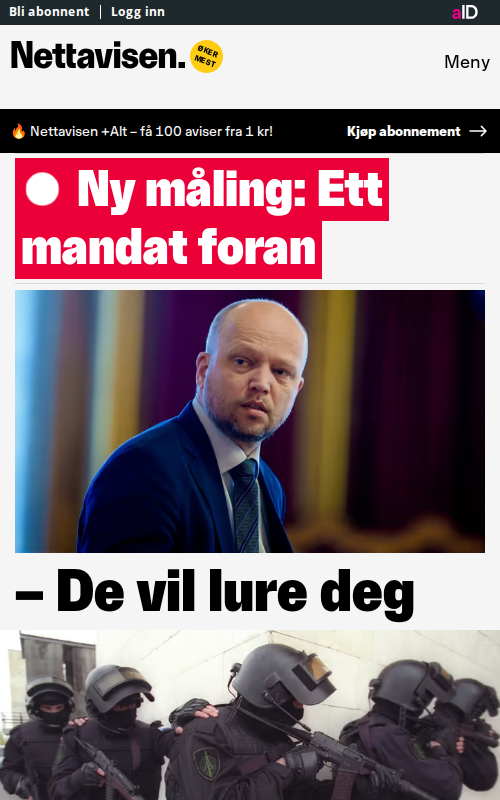 Bli abonnent | Logg inn
aID
Nettavisen.
ØKER
MEST
Meny
🔥 Nettavisen +Alt – få 100 aviser fra 1 kr!
Kjøp abonnement →
Ny måling: Ett
mandat foran
– De vil lure deg